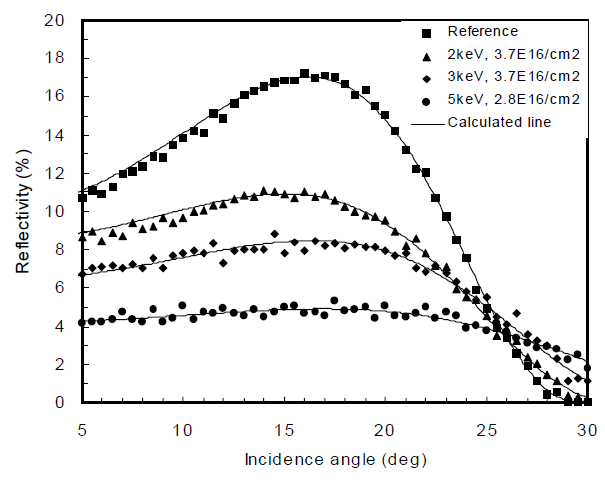 20
18
16
14
12
10
8
6
4
2
0
Reflectivity (%)
Reference
2keV, 3.7E16/cm2
3keV, 3.7E16/cm2
5keV, 2.8E16/cm2
Calculated line
5 10 15 20 25 30
Incidence angle (deg)